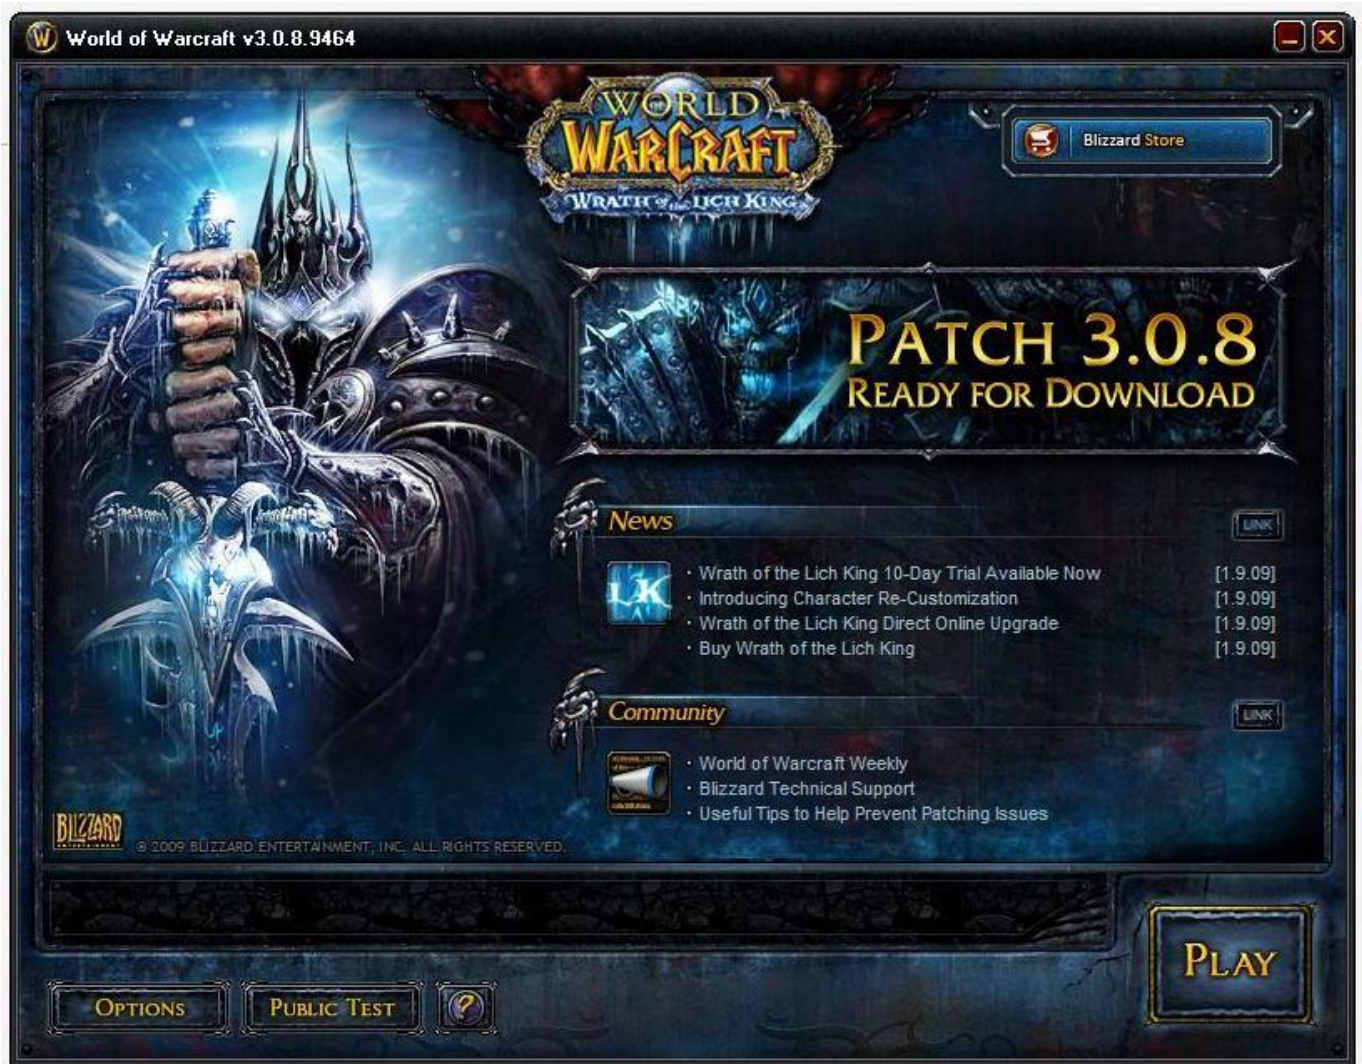 World of Warcraft v3.0.8.9464
WORLD
WARCRAFT
WRATH of the LICH KING
Blizzard Store
PATCH 3.0.8
READY FOR DOWNLOAD
News
LINK
LK
· Wrath of the Lich King 10-Day Trial Available Now [1.9.09]
· Introducing Character Re-Customization [1.9.09]
· Wrath of the Lich King Direct Online Upgrade [1.9.09]
· Buy Wrath of the Lich King [1.9.09]
Community
LINK
· World of Warcraft Weekly
· Blizzard Technical Support
· Useful Tips to Help Prevent Patching Issues
BLIZZARD
ENTERTAINMENT
© 2009 BLIZZARD ENTERTAINMENT, INC. ALL RIGHTS RESERVED.
PLAY
OPTIONS
PUBLIC TEST
?